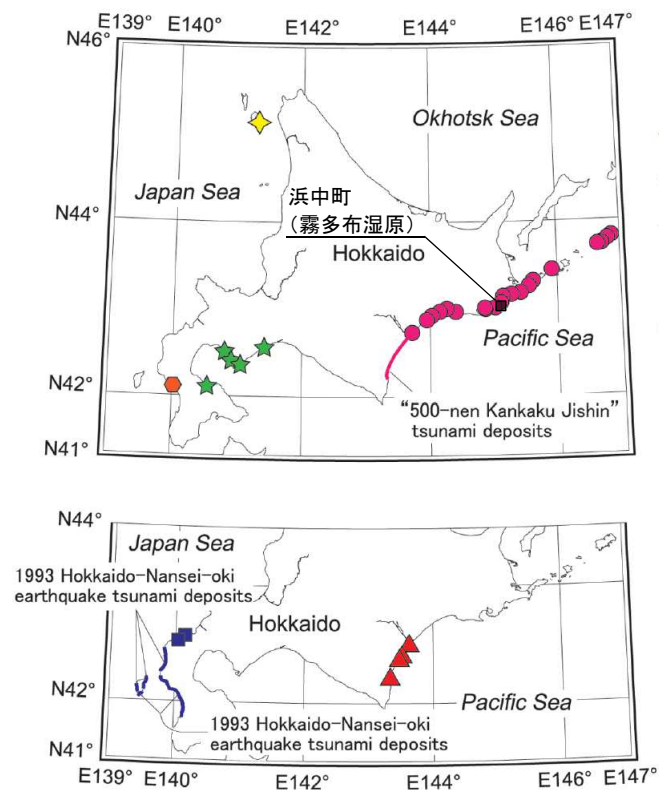 E139° E140° E142° E144° E146° E147°
N46°
Okhotsk Sea
Japan Sea
浜中町
N44°
（霧多布湿原）
Hokkaido
Pacific Sea
N42°
“500-nen Kankaku Jishin”
tsunami deposits
N41°
N44°
Japan Sea
1993 Hokkaido-Nansei-oki
earthquake tsunami deposits
Hokkaido
N42°
Pacific Sea
1993 Hokkaido-Nansei-oki
earthquake tsunami deposits
N41°
E139° E140° E142° E144° E146° E147°